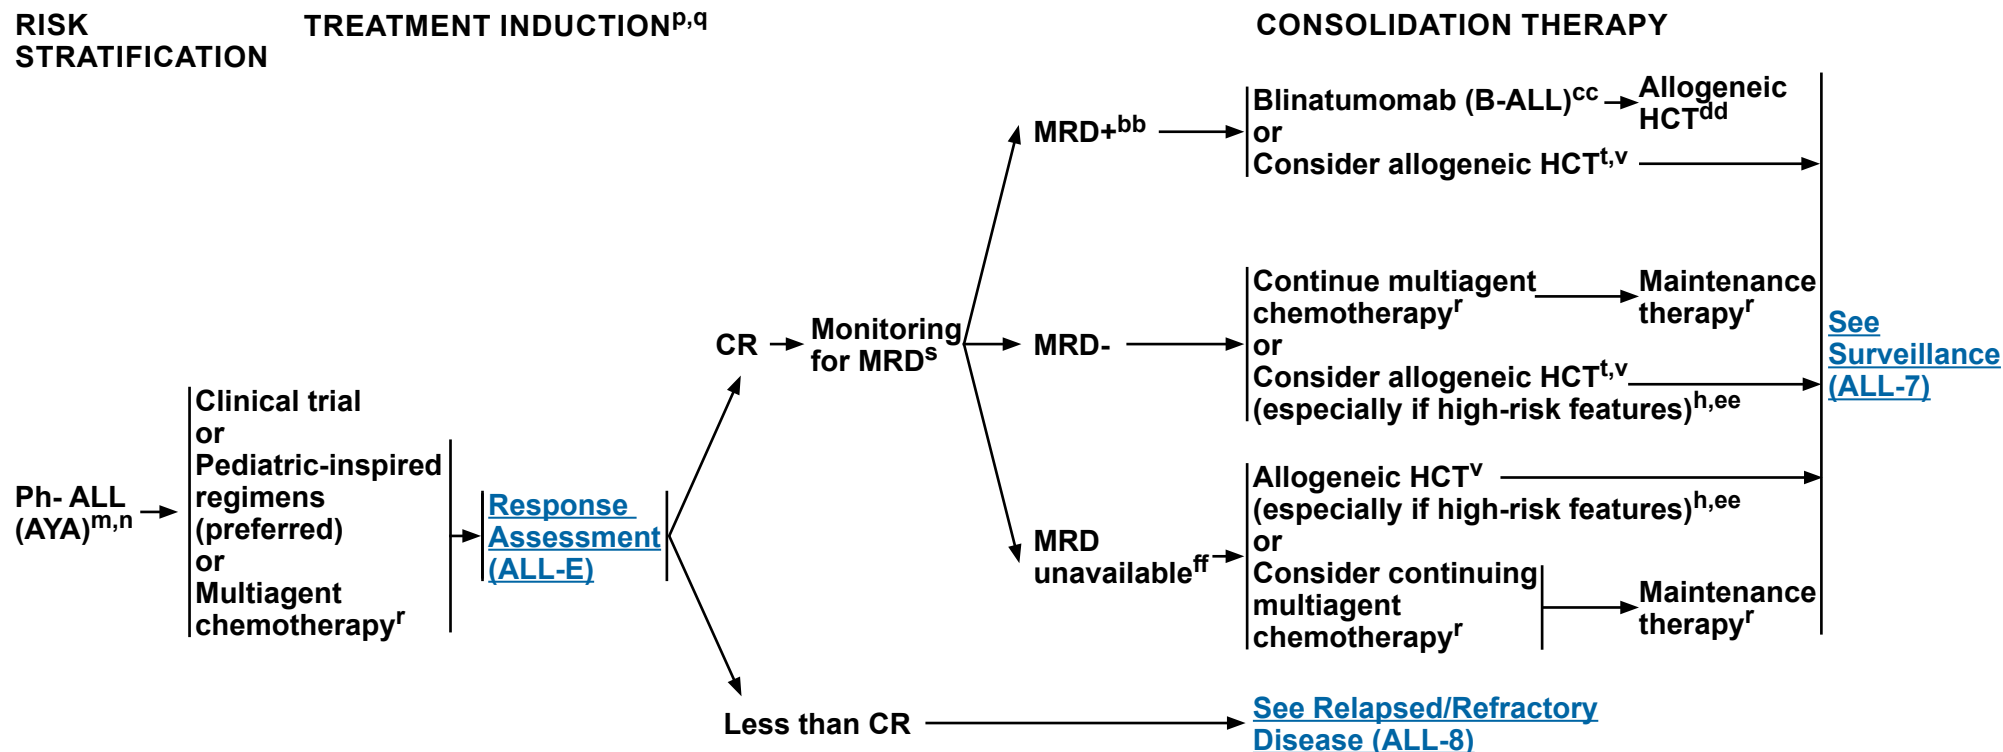 RISK
STRATIFICATION
TREATMENT INDUCTIONp,q
CONSOLIDATION THERAPY
Ph- ALL
(AYA)m,n
Clinical trial
or
Pediatric-inspired
regimens
(preferred)
or
Multiagent
chemotherapyr
Response
Assessment
(ALL-E)
CR
Monitoring
for MRDs
MRD+bb
Blinatumomab (B-ALL)cc
Allogeneic
HCTdd
or
Consider allogeneic HCTt,v
MRD-
Continue multiagent
chemotherapyr
Maintenance
therapyr
or
Consider allogeneic HCTt,v
(especially if high-risk features)h,ee
MRD
unavailableff
Allogeneic HCTv
(especially if high-risk features)h,ee
or
Consider continuing
multiagent
chemotherapyr
Maintenance
therapyr
See
Surveillance
(ALL-7)
Less than CR
See Relapsed/Refractory
Disease (ALL-8)